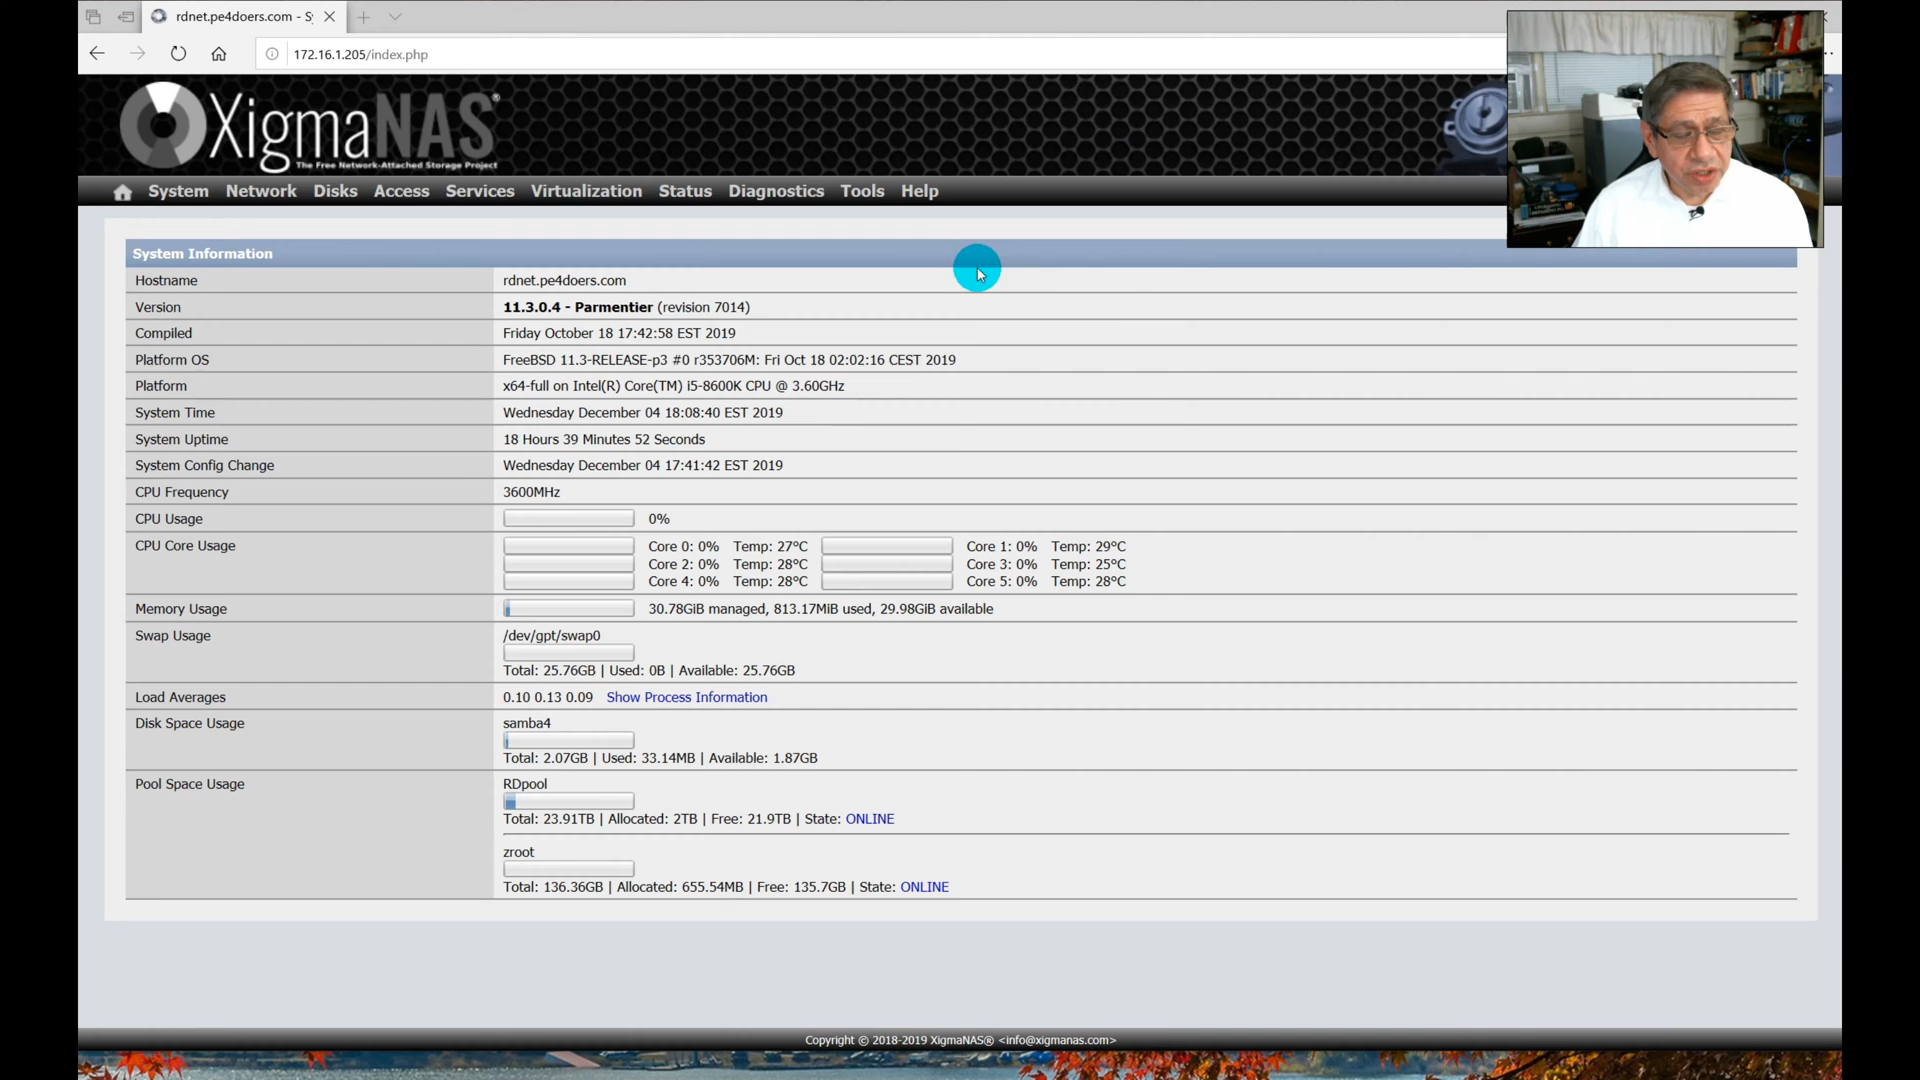 rdnet.pe4doers.com - S
172.16.1.205/index.php
XigmaNAS®
The Free Network-Attached Storage Project
System Network Disks Access Services Virtualization Status Diagnostics Tools Help
System Information
Hostname rdnet.pe4doers.com
Version 11.3.0.4 - Parmentier (revision 7014)
Compiled Friday October 18 17:42:58 EST 2019
Platform OS FreeBSD 11.3-RELEASE-p3 #0 r353706M: Fri Oct 18 02:02:16 CEST 2019
Platform x64-full on Intel(R) Core(TM) i5-8600K CPU @ 3.60GHz
System Time Wednesday December 04 18:08:40 EST 2019
System Uptime 18 Hours 39 Minutes 52 Seconds
System Config Change Wednesday December 04 17:41:42 EST 2019
CPU Frequency 3600MHz
CPU Usage 0%
CPU Core Usage Core 0: 0% Temp: 27ºC Core 1: 0% Temp: 29ºC
Core 2: 0% Temp: 28ºC Core 3: 0% Temp: 25ºC
Core 4: 0% Temp: 28ºC Core 5: 0% Temp: 28ºC
Memory Usage 30.78GiB managed, 813.17MiB used, 29.98GiB available
Swap Usage /dev/gpt/swap0
Total: 25.76GB | Used: 0B | Available: 25.76GB
Load Averages 0.10 0.13 0.09 Show Process Information
Disk Space Usage samba4
Total: 2.07GB | Used: 33.14MB | Available: 1.87GB
Pool Space Usage RDpool
Total: 23.91TB | Allocated: 2TB | Free: 21.9TB | State: ONLINE
zroot
Total: 136.36GB | Allocated: 655.54MB | Free: 135.7GB | State: ONLINE
Copyright © 2018-2019 XigmaNAS® <info@xigmanas.com>